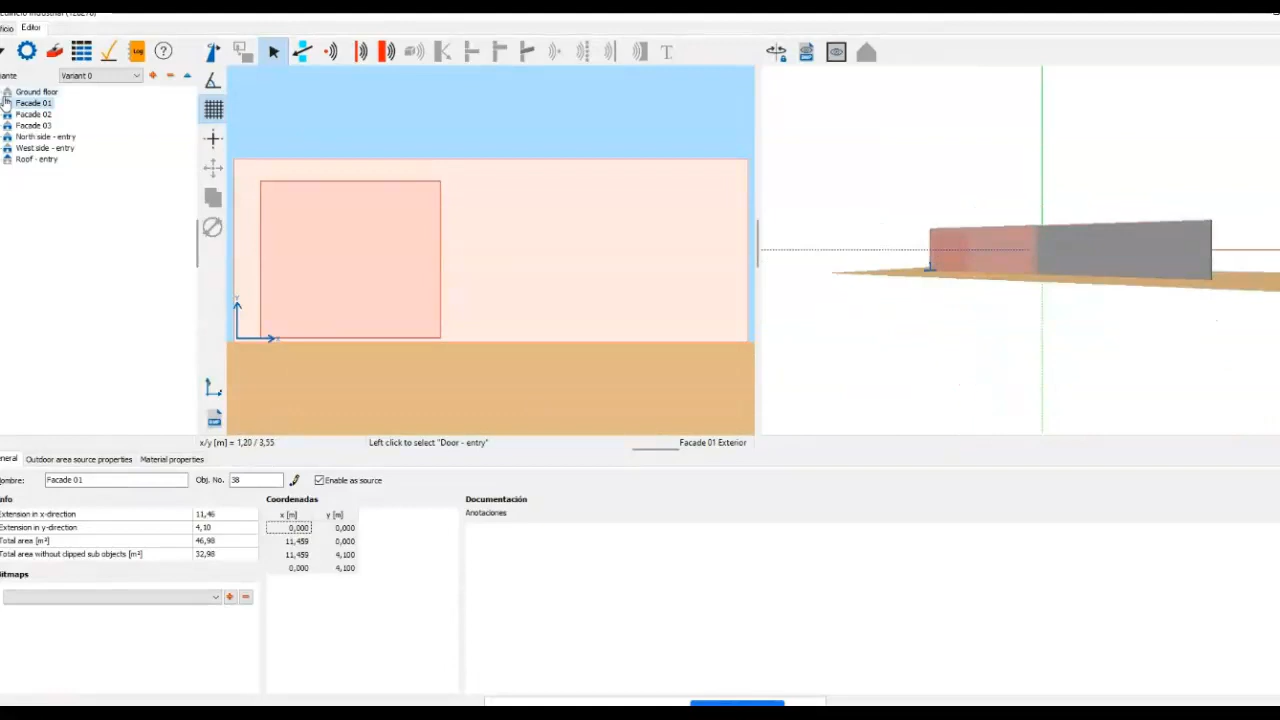 Editor
Log
Variant 0
Ground floor
Facade 01
Facade 02
Facade 03
North side - entry
West side - entry
Roof - entry
x/y [m] = 1,20 / 3,55
Left click to select "Door - entry"
Facade 01 Exterior
Outdoor area source properties
Material properties
Facade 01
Obj. No.
38
Enable as source
Coordenadas
Documentación
Extension in x-direction
11,46
x [m]
y [m]
Anotaciones
Extension in y-direction
4,10
0,000
0,000
Total area [m²]
46,98
11,459
0,000
Total area without clipped sub objects [m²]
32,98
11,459
4,100
0,000
4,100
Bitmaps